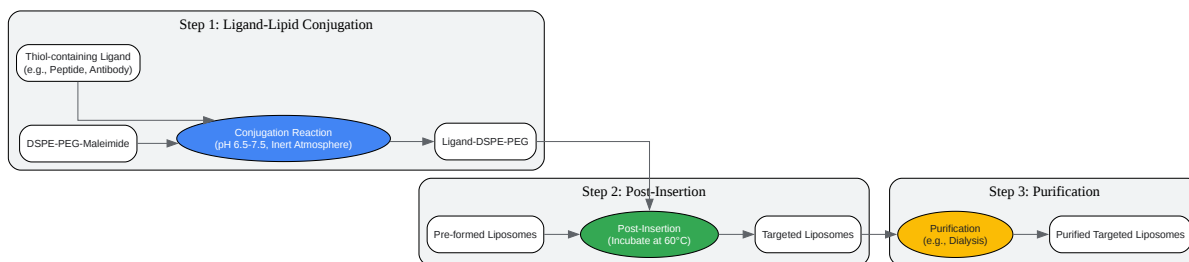 Step 1: Ligand-Lipid Conjugation
Thiol-containing Ligand
(e.g., Peptide, Antibody)
DSPE-PEG-Maleimide
Conjugation Reaction
(pH 6.5-7.5, Inert Atmosphere)
Ligand-DSPE-PEG
Step 2: Post-Insertion
Pre-formed Liposomes
Post-Insertion
(Incubate at 60°C)
Targeted Liposomes
Step 3: Purification
Purification
(e.g., Dialysis)
Purified Targeted Liposomes